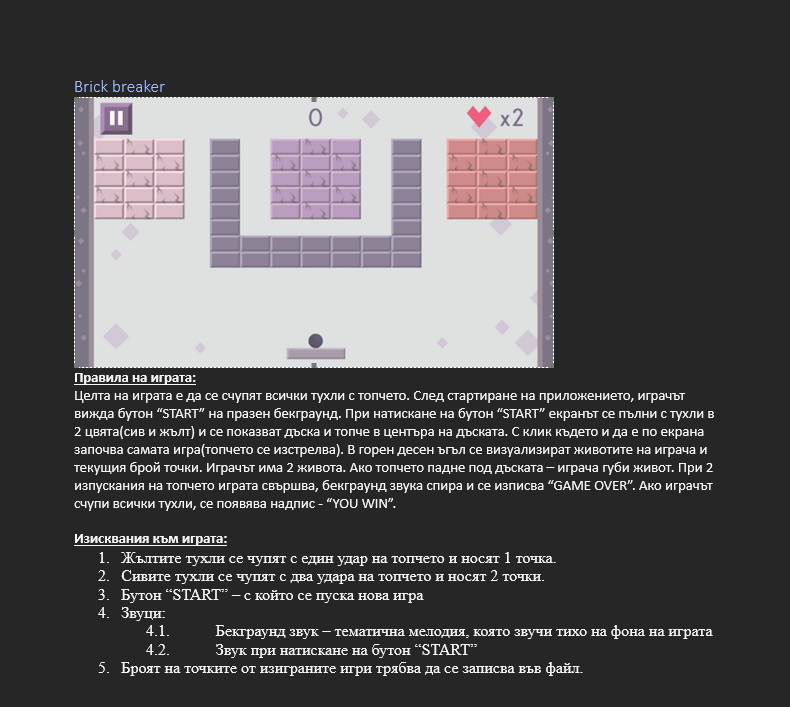 Brick breaker
0
x2
Правила на играта:
Целта на играта е да се счупят всички тухли с топчето. След стартиране на приложението, играчът
вижда бутон “START” на празен бекграунд. При натискане на бутон “START” екранът се пълни с тухли в
2 цвята(сив и жълт) и се показват дъска и топче в центъра на дъската. С клик където и да е по екрана
започва самата игра(топчето се изстрелва). В горен десен ъгъл се визуализират животите на играча и
текущия брой точки. Играчът има 2 живота. Ако топчето падне под дъската – играча губи живот. При 2
изпускания на топчето играта свършва, бекграунд звука спира и се изписва “GAME OVER”. Ако играчът
счупи всички тухли, се появява надпис - “YOU WIN”.
Изисквания към играта:
1. Жълтите тухли се чупят с един удар на топчето и носят 1 точка.
2. Сивите тухли се чупят с два удара на топчето и носят 2 точки.
3. Бутон “START” – с който се пуска нова игра
4. Звуци:
4.1. Бекграунд звук – тематична мелодия, която звучи тихо на фона на играта
4.2. Звук при натискане на бутон “START”
5. Броят на точките от изиграните игри трябва да се записва във файл.